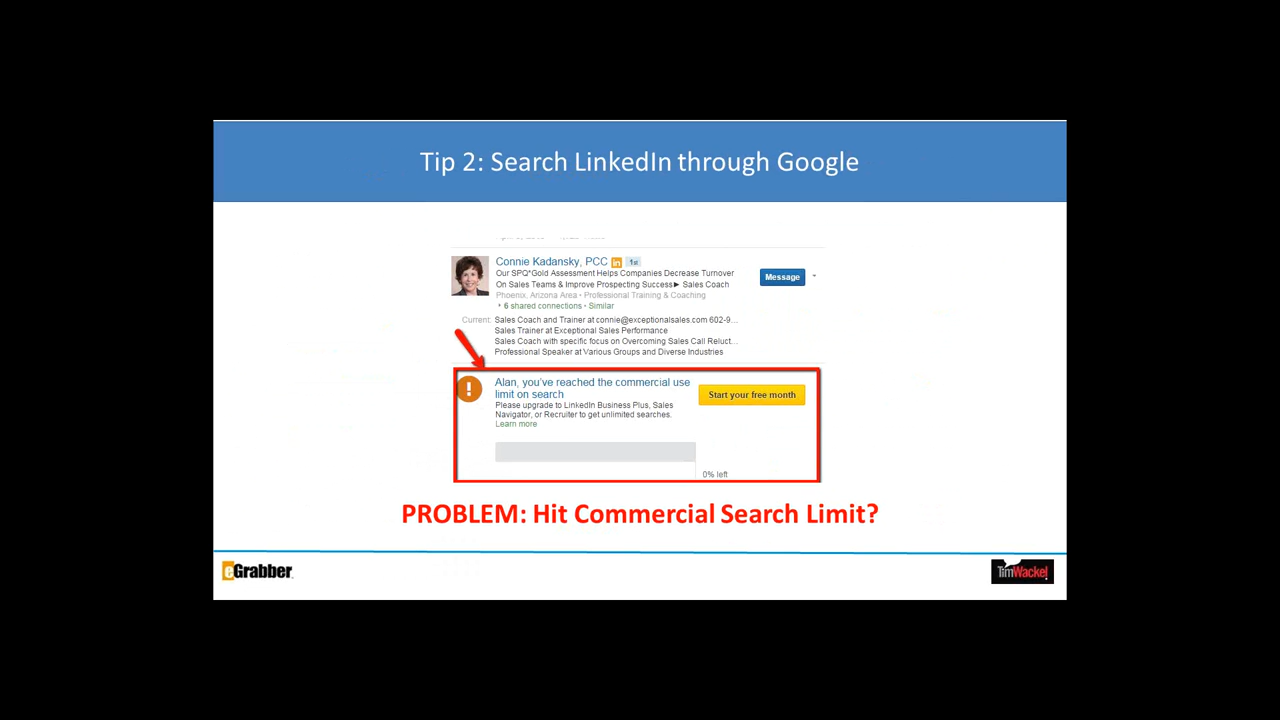 Tip 2: Search LinkedIn through Google
Connie Kadansky, PCC in 1st
Our SPQ*Gold Assessment Helps Companies Decrease Turnover
On Sales Teams & Improve Prospecting Success► Sales Coach
Phoenix, Arizona Area • Professional Training & Coaching
6 shared connections • Similar
Message
Current: Sales Coach and Trainer at connie@exceptionalsales.com 602-9...
Sales Trainer at Exceptional Sales Performance
Sales Coach with specific focus on Overcoming Sales Call Reluct...
Professional Speaker at Various Groups and Diverse Industries
!
Alan, you've reached the commercial use
limit on search
Please upgrade to LinkedIn Business Plus, Sales
Navigator, or Recruiter to get unlimited searches.
Learn more
Start your free month
0% left
PROBLEM: Hit Commercial Search Limit?
eGrabber
TimWackel